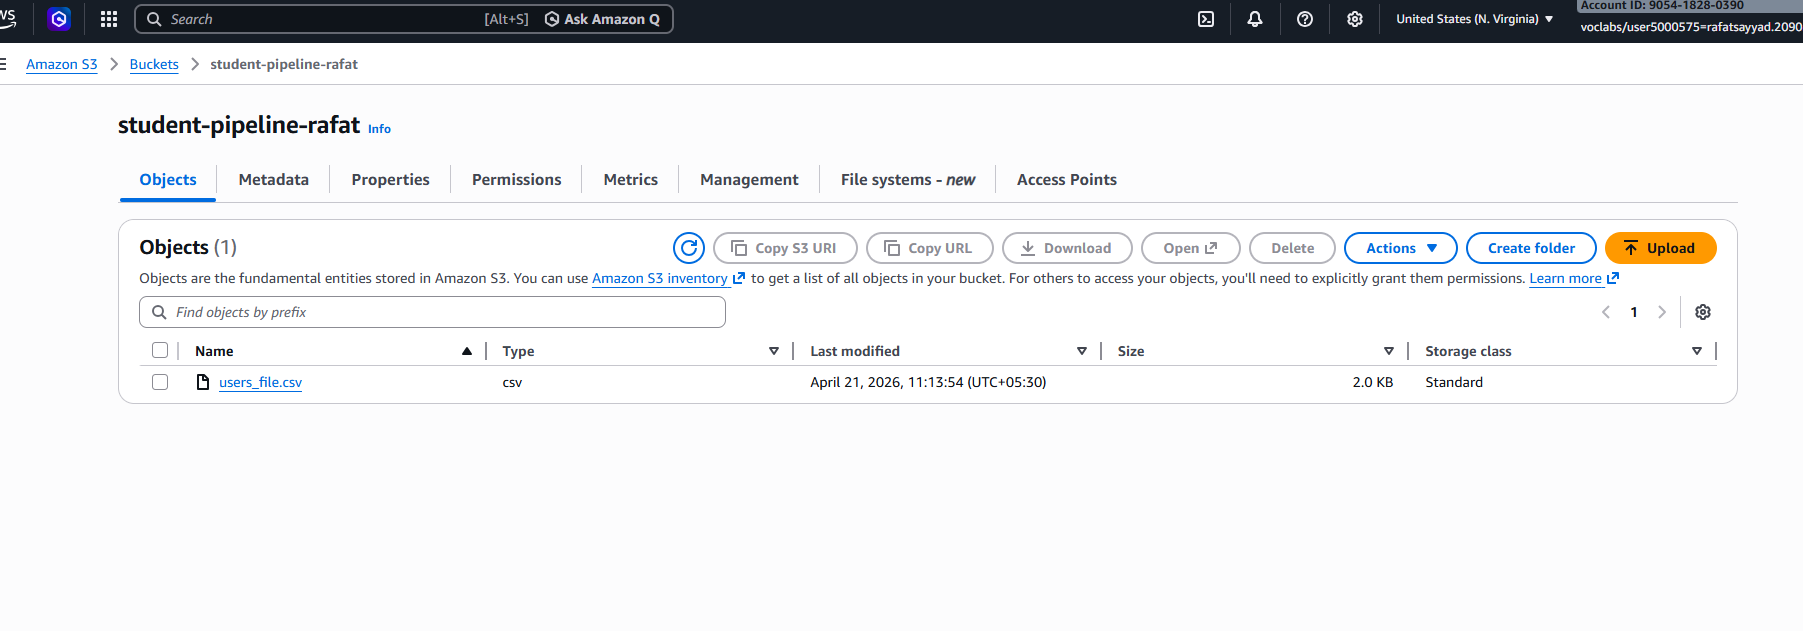 Search [Alt+S] Ask Amazon Q United States (N. Virginia) Account ID: 9054-1828-0390
voclabs/user5000575=rafatsayyad.2090
Amazon S3 Buckets student-pipeline-rafat
student-pipeline-rafat Info
Objects Metadata Properties Permissions Metrics Management File systems - new Access Points
Objects (1) Copy S3 URI Copy URL Download Open Delete Actions Create folder Upload
Objects are the fundamental entities stored in Amazon S3. You can use Amazon S3 inventory to get a list of all objects in your bucket. For others to access your objects, you'll need to explicitly grant them permissions. Learn more
Find objects by prefix 1
Name Type Last modified Size Storage class
users_file.csv csv April 21, 2026, 11:13:54 (UTC+05:30) 2.0 KB Standard